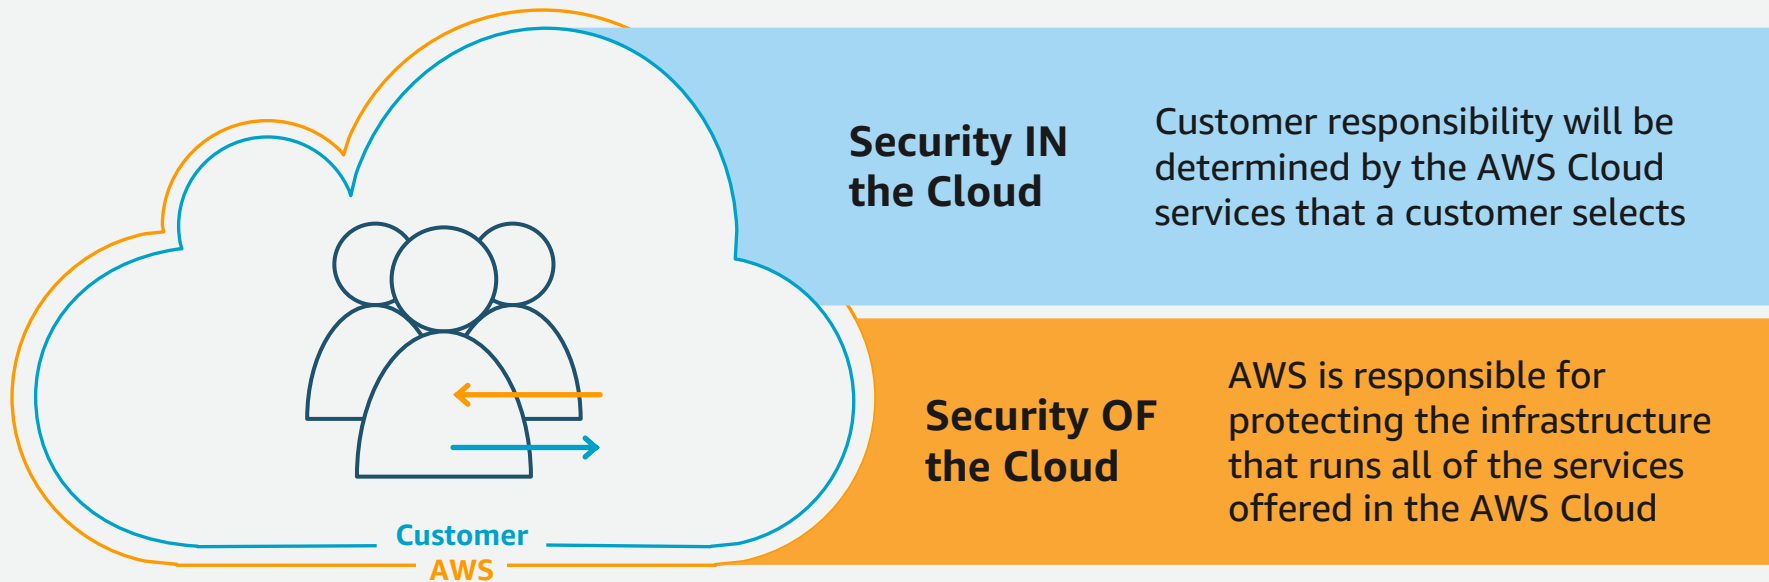 Security IN
the Cloud
Customer responsibility will be
determined by the AWS Cloud
services that a customer selects
Security OF
the Cloud
AWS is responsible for
protecting the infrastructure
that runs all of the services
offered in the AWS Cloud
Customer
AWS